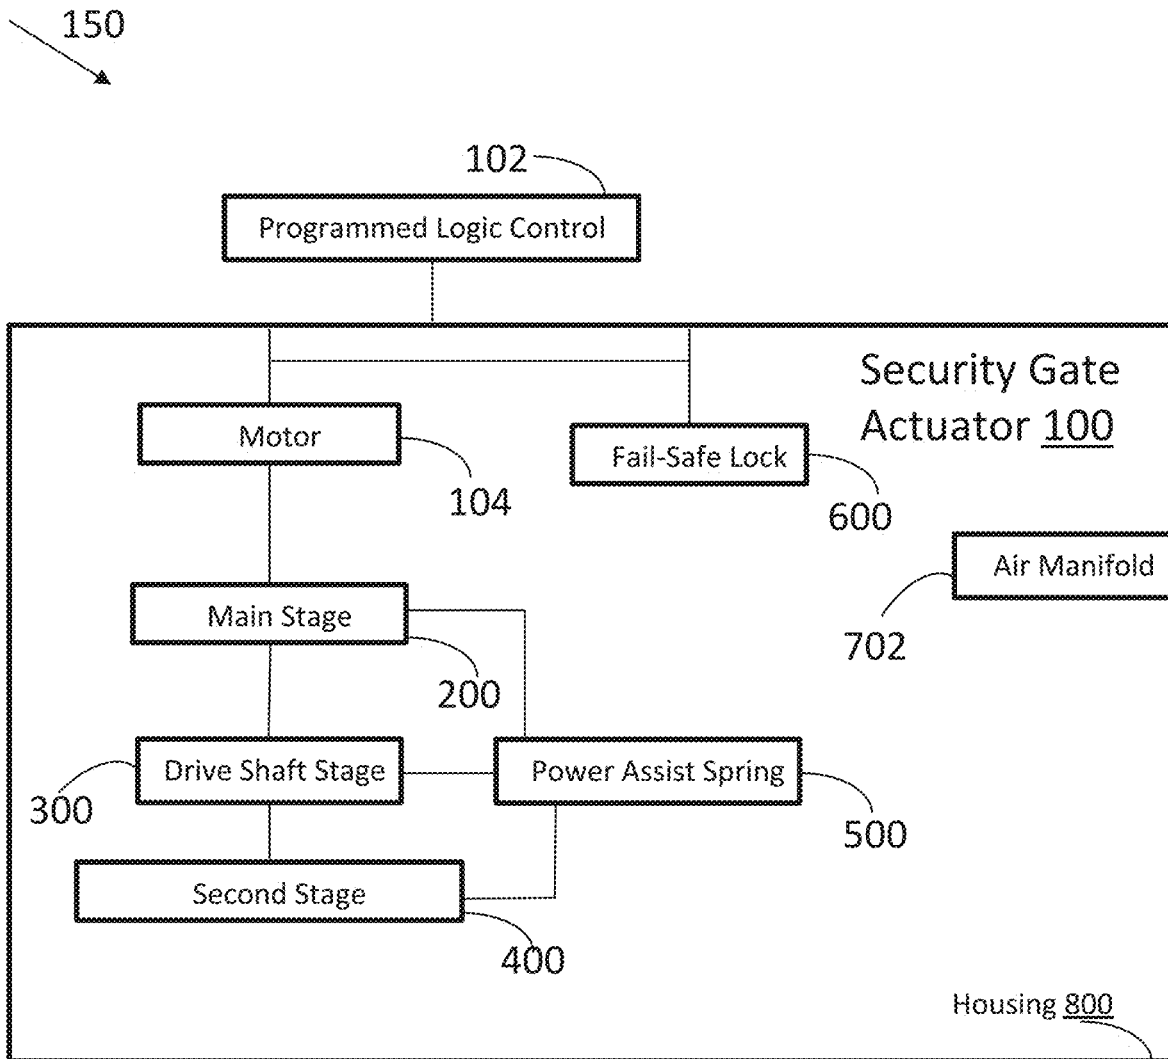 150
102
Programmed Logic Control
Security Gate
Actuator 100
Motor
104
Fail-Safe Lock
600
Air Manifold
702
Main Stage
200
Drive Shaft Stage
300
Power Assist Spring
500
Second Stage
400
Housing 800